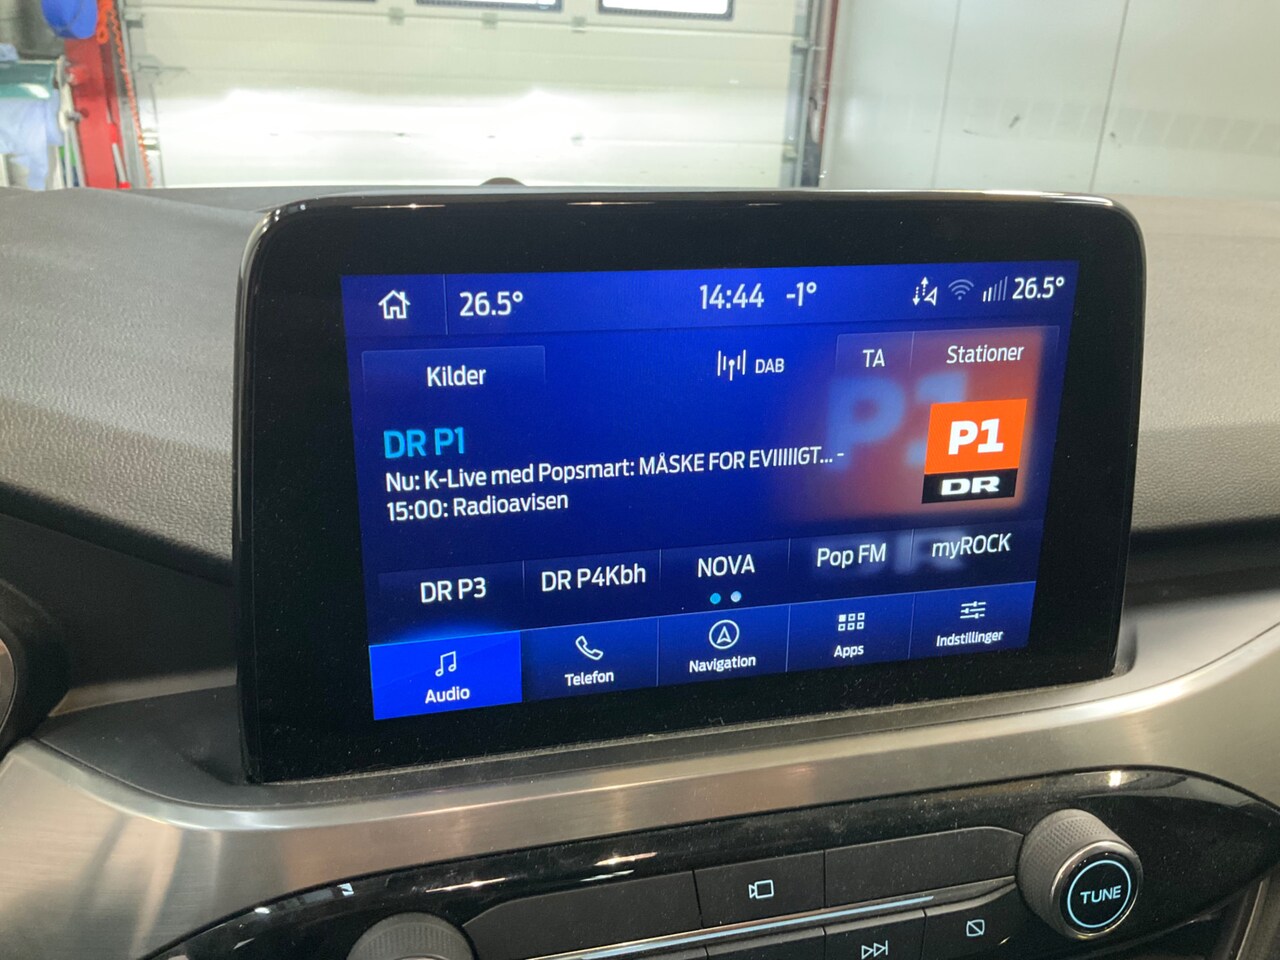 26.5°
14:44 -1°
26.5°
Kilder
DAB
TA
Stationer
P1
DR P1
Nu: K-Live med Popsmart: MÅSKE FOR EVIIIIIGT... -
15:00: Radioavisen
P1
DR
DR P3
DR P4Kbh
NOVA
Pop FM
myROCK
Audio
Telefon
Navigation
Apps
Indstillinger
TUNE